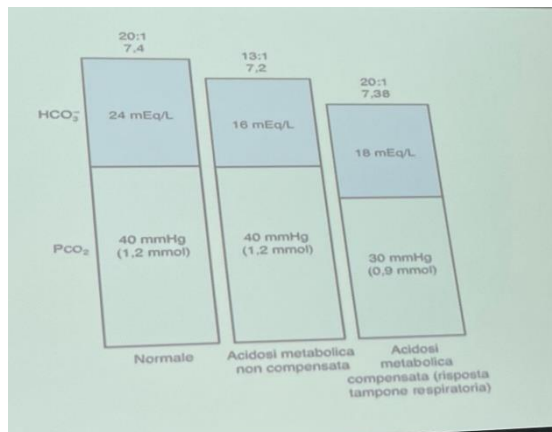 20:1
7,4
13:1
7,2
20:1
7,38
HCO₃⁻
24 mEq/L
16 mEq/L
18 mEq/L
PCO₂
40 mmHg
(1,2 mmol)
40 mmHg
(1,2 mmol)
30 mmHg
(0,9 mmol)
Normale
Acidosi metabolica
non compensata
Acidosi
metabolica
compensata (risposta
tampone respiratoria)